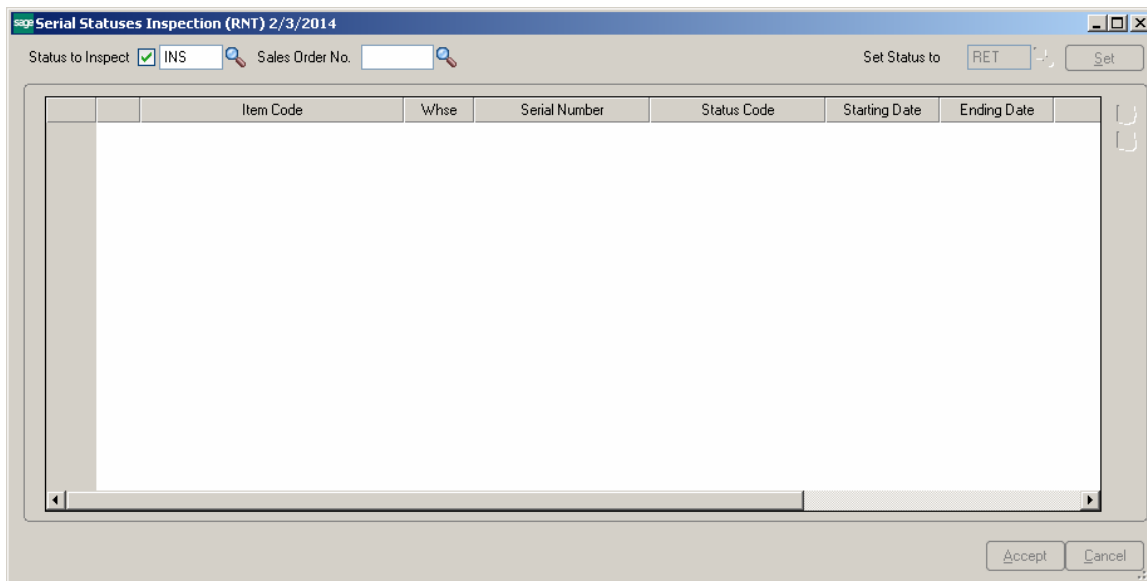 sage Serial Statuses Inspection (RNT) 2/3/2014
Status to Inspect INS Sales Order No. Set Status to RET Set
Item Code Whse Serial Number Status Code Starting Date Ending Date
Accept Cancel